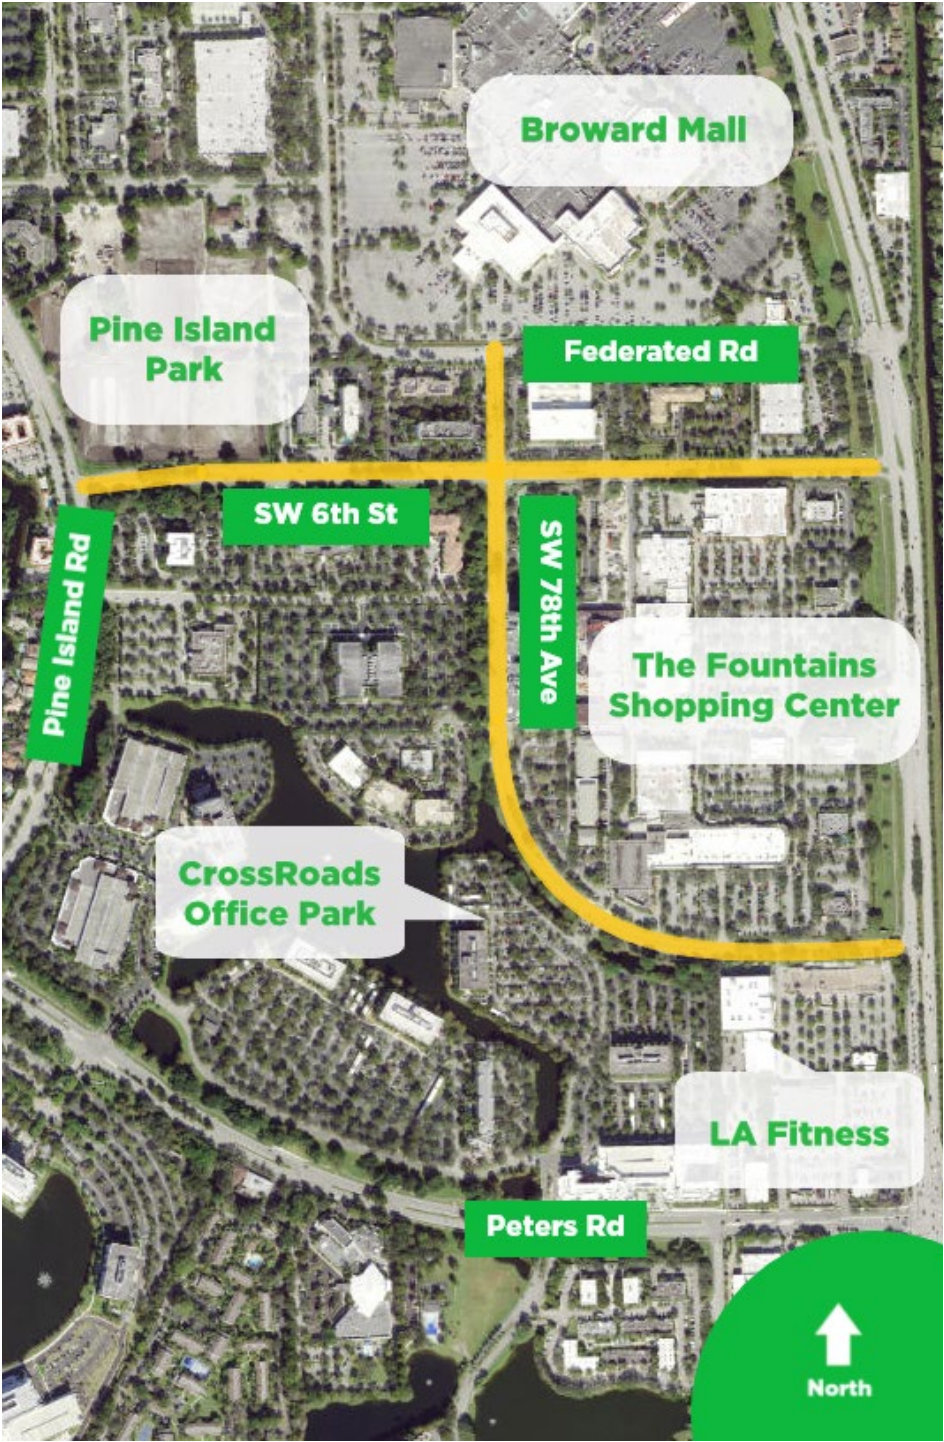 Broward Mall
Pine Island
Park
Federated Rd
SW 6th St
Pine Island Rd
SW 78th Ave
The Fountains
Shopping Center
CrossRoads
Office Park
LA Fitness
Peters Rd
North